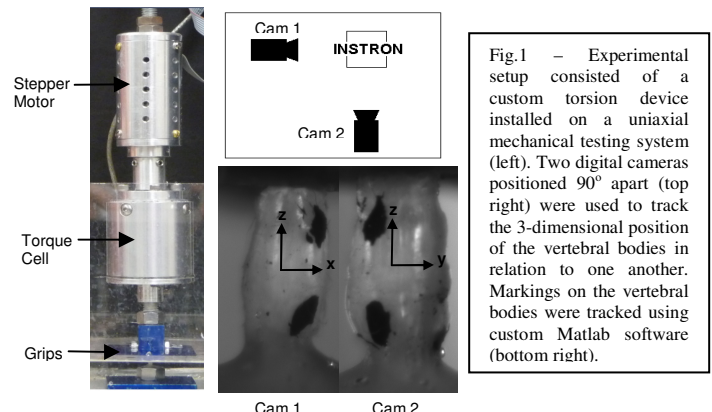 Stepper
Motor
Torque
Cell
Grips
Cam 1
INSTRON
Cam 2
z
x
z
y
Cam 1
Cam 2
Fig.1 – Experimental
setup consisted of a
custom torsion device
installed on a uniaxial
mechanical testing system
(left). Two digital cameras
positioned 90o apart (top
right) were used to track
the 3-dimensional position
of the vertebral bodies in
relation to one another.
Markings on the vertebral
bodies were tracked using
custom Matlab software
(bottom right).